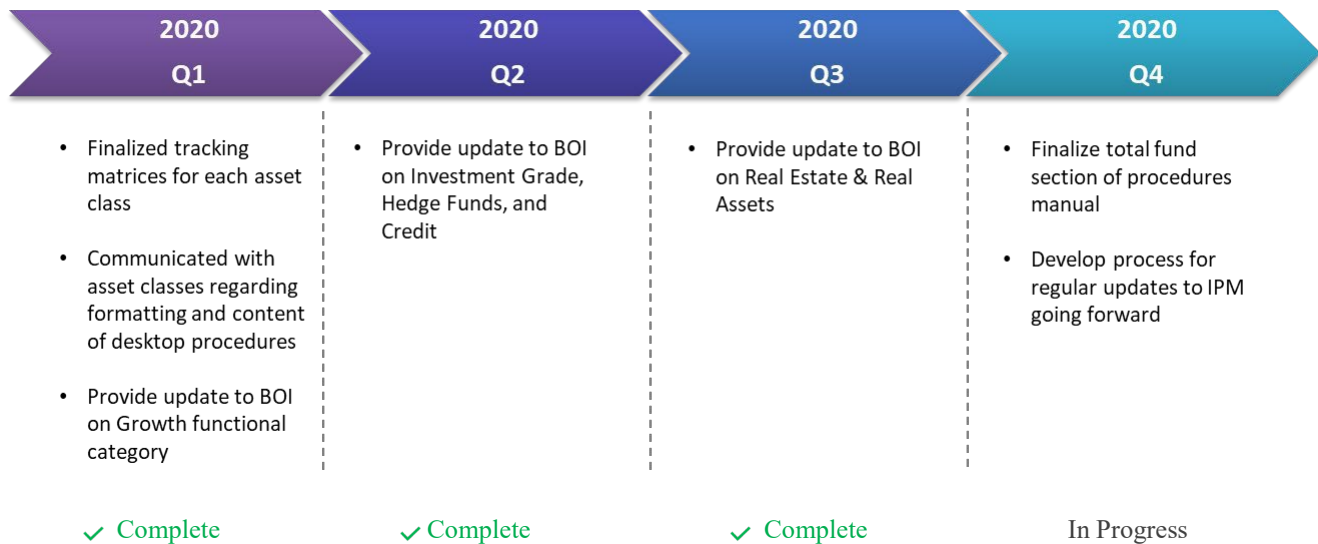 2020
Q1
2020
Q2
2020
Q3
2020
Q4
• Finalized tracking
matrices for each asset
class
• Communicated with
asset classes regarding
formatting and content
of desktop procedures
• Provide update to BOI
on Growth functional
category
• Provide update to BOI
on Investment Grade,
Hedge Funds, and
Credit
• Provide update to BOI
on Real Estate & Real
Assets
• Finalize total fund
section of procedures
manual
• Develop process for
regular updates to IPM
going forward
✓ Complete
✓ Complete
✓ Complete
In Progress